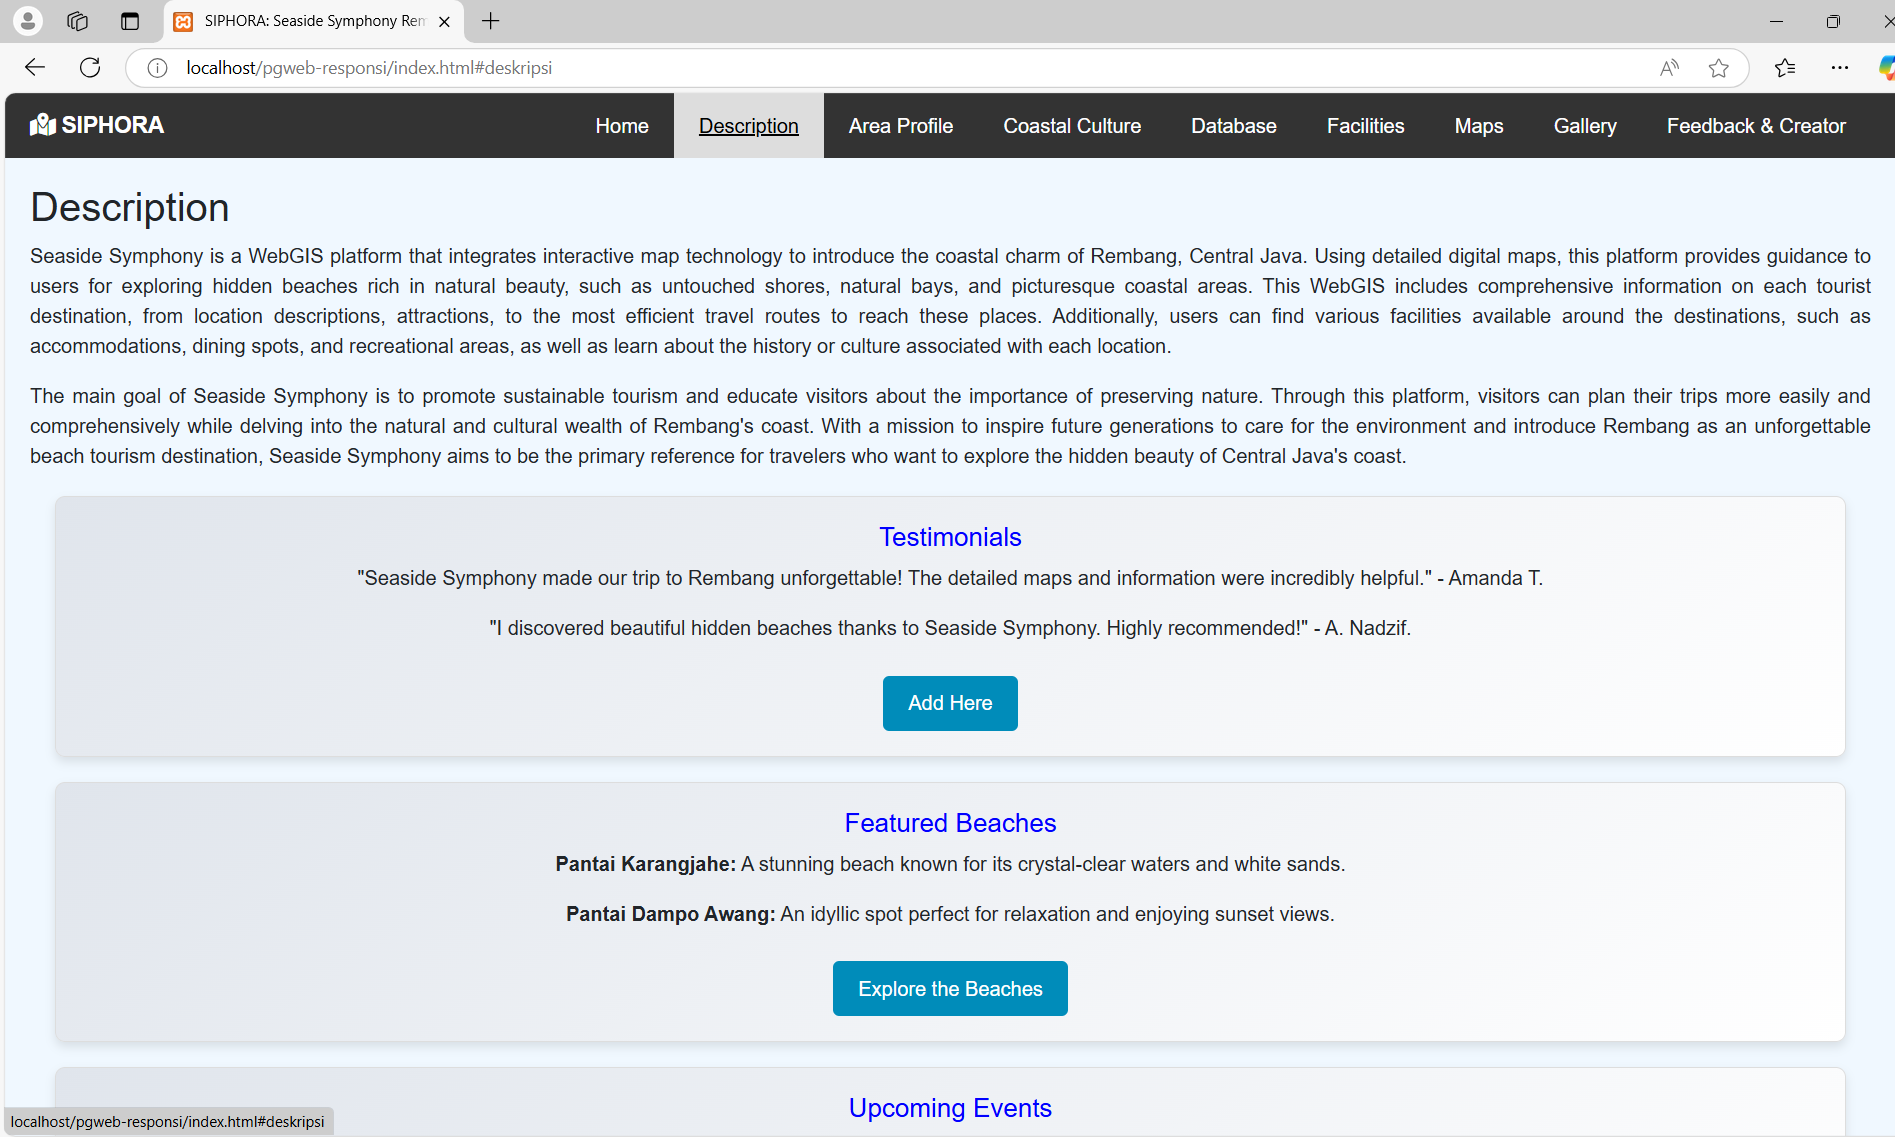 SIPHORA: Seaside Symphony Rem
localhost/pgweb-responsi/index.html#deskripsi
SIPHORA
Home
Description
Area Profile
Coastal Culture
Database
Facilities
Maps
Gallery
Feedback & Creator
Description
Seaside Symphony is a WebGIS platform that integrates interactive map technology to introduce the coastal charm of Rembang, Central Java. Using detailed digital maps, this platform provides guidance to
users for exploring hidden beaches rich in natural beauty, such as untouched shores, natural bays, and picturesque coastal areas. This WebGIS includes comprehensive information on each tourist
destination, from location descriptions, attractions, to the most efficient travel routes to reach these places. Additionally, users can find various facilities available around the destinations, such as
accommodations, dining spots, and recreational areas, as well as learn about the history or culture associated with each location.
The main goal of Seaside Symphony is to promote sustainable tourism and educate visitors about the importance of preserving nature. Through this platform, visitors can plan their trips more easily and
comprehensively while delving into the natural and cultural wealth of Rembang's coast. With a mission to inspire future generations to care for the environment and introduce Rembang as an unforgettable
beach tourism destination, Seaside Symphony aims to be the primary reference for travelers who want to explore the hidden beauty of Central Java's coast.
Testimonials
"Seaside Symphony made our trip to Rembang unforgettable! The detailed maps and information were incredibly helpful." - Amanda T.
"I discovered beautiful hidden beaches thanks to Seaside Symphony. Highly recommended!" - A. Nadzif.
Add Here
Featured Beaches
Pantai Karangjahe: A stunning beach known for its crystal-clear waters and white sands.
Pantai Dampo Awang: An idyllic spot perfect for relaxation and enjoying sunset views.
Explore the Beaches
Upcoming Events
localhost/pgweb-responsi/index.html#deskripsi